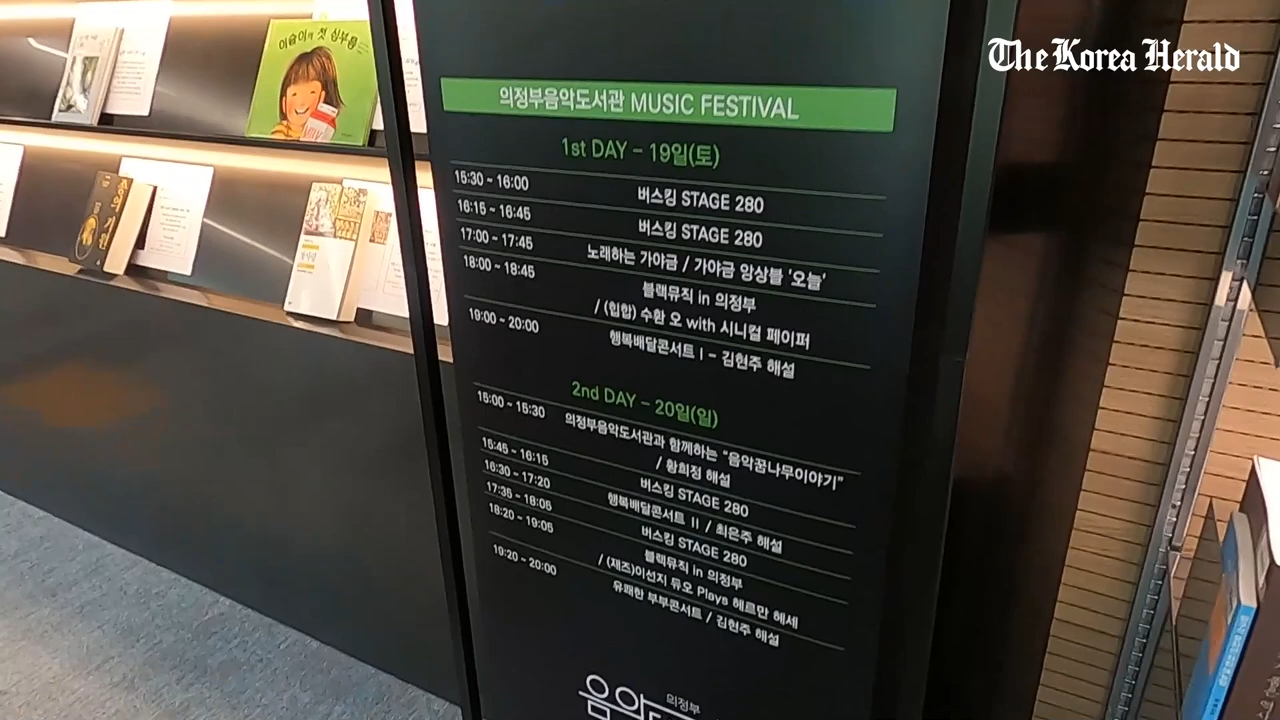 The Korea Herald
이슬이의 첫 심부름
MILK
의정부음악도서관 MUSIC FESTIVAL
1st DAY - 19일(토)
15:30 ~ 16:00 버스킹 STAGE 280
16:15 ~ 16:45 버스킹 STAGE 280
17:00 ~ 17:45 노래하는 가야금 / 가야금 앙상블 '오늘'
18:00 ~ 18:45 블랙뮤직 in 의정부
/ (힙합) 수환 오 with 시니컬 페이퍼
19:00 ~ 20:00 행복배달콘서트 I - 김현주 해설
2nd DAY - 20일(일)
15:00 ~ 15:30 의정부음악도서관과 함께하는 "음악꿈나무이야기"
/ 황희정 해설
15:45 ~ 16:15 버스킹 STAGE 280
16:30 ~ 17:20 행복배달콘서트 II / 최은주 해설
17:35 ~ 18:05 버스킹 STAGE 280
18:20 ~ 19:05 블랙뮤직 in 의정부
/ (재즈)이선지 듀오 Plays 헤르만 헤세
19:20 ~ 20:00 유쾌한 부부콘서트 / 김현주 해설
의정부
음악